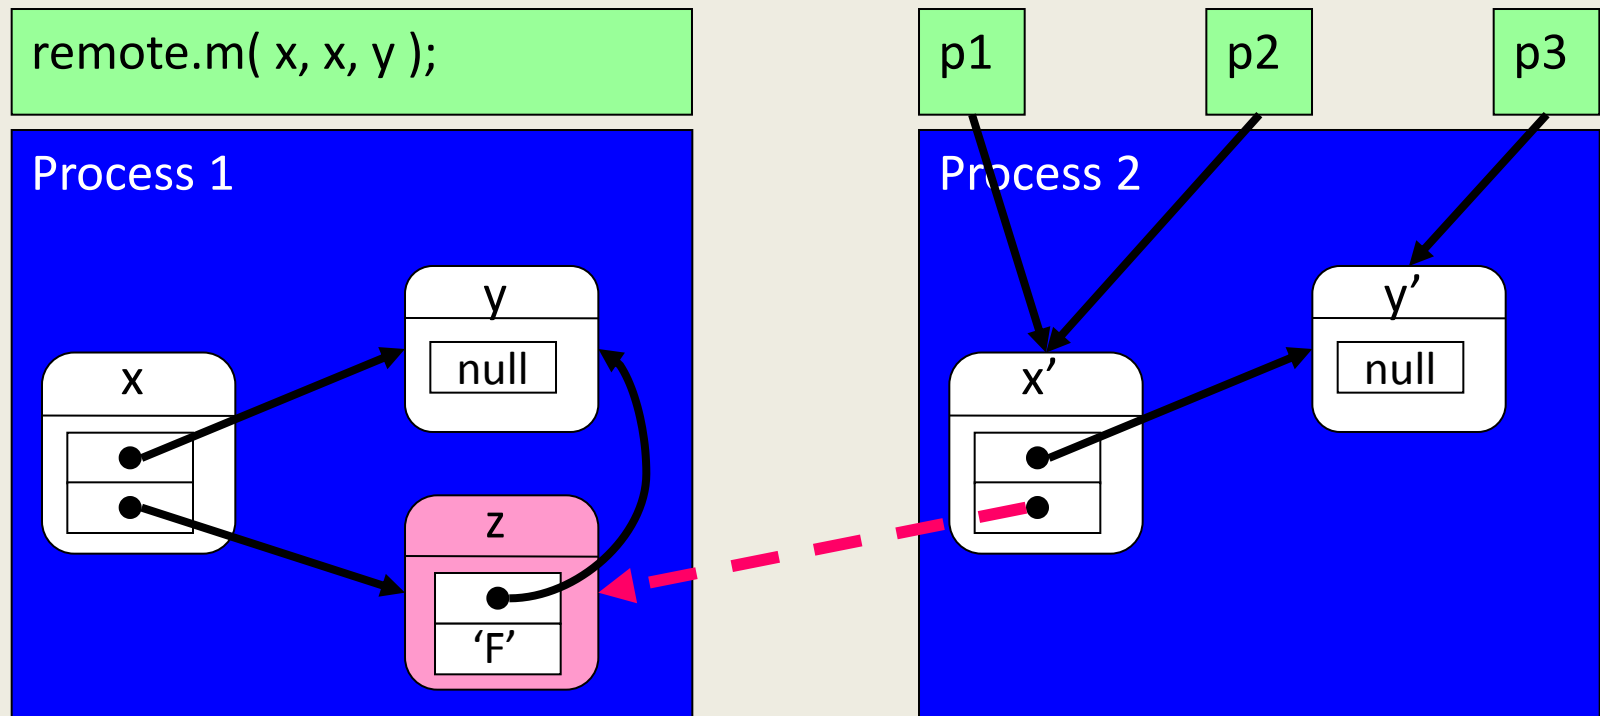 remote.m( x, x, y );
p1
p2
p3
Process 1
Process 2
y
null
x
z
‘F’
y’
null
x’